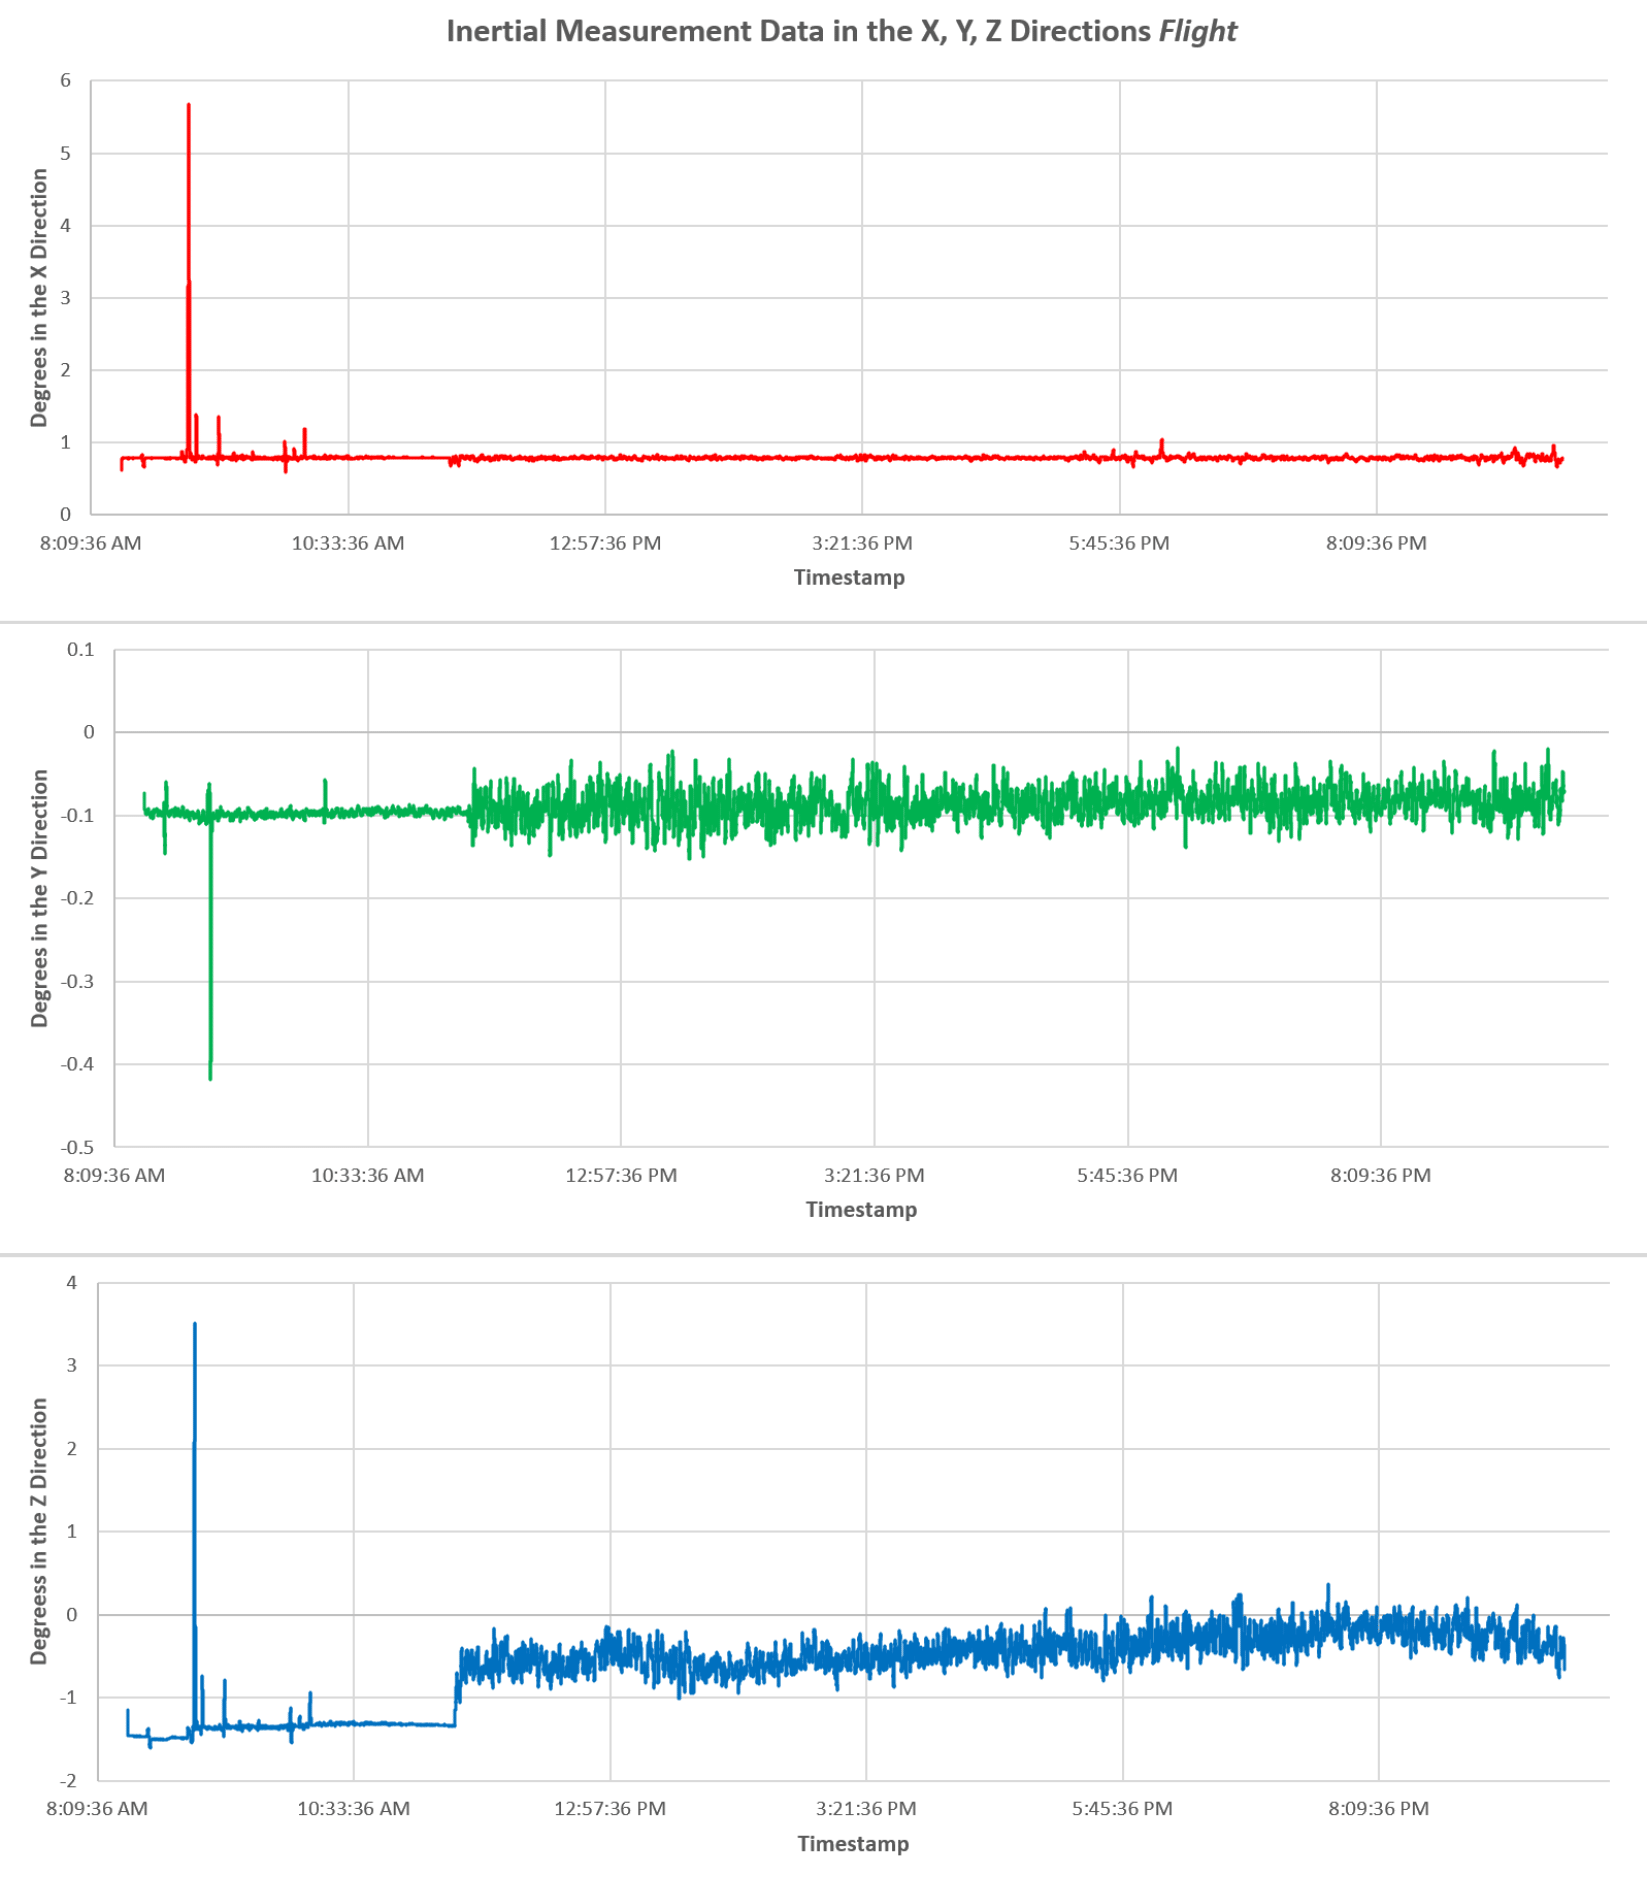 Inertial Measurement Data in the X, Y, Z Directions Flight
Degrees in the X Direction
6
5
4
3
2
1
0
8:09:36 AM 10:33:36 AM 12:57:36 PM 3:21:36 PM 5:45:36 PM 8:09:36 PM
Timestamp
Degrees in the Y Direction
0.1
0
-0.1
-0.2
-0.3
-0.4
-0.5
8:09:36 AM 10:33:36 AM 12:57:36 PM 3:21:36 PM 5:45:36 PM 8:09:36 PM
Timestamp
Degreess in the Z Direction
4
3
2
1
0
-1
-2
8:09:36 AM 10:33:36 AM 12:57:36 PM 3:21:36 PM 5:45:36 PM 8:09:36 PM
Timestamp